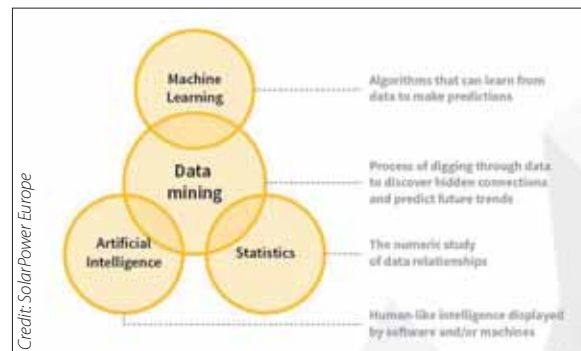 Machine
Learning
Algorithms that can learn from
data to make predictions
Data
mining
Process of digging through data
to discover hidden connections
and predict future trends
Artificial
Intelligence
Statistics
The numeric study
of data relationships
Human-like intelligence displayed
by software and/or machines
Credit: SolarPower Europe